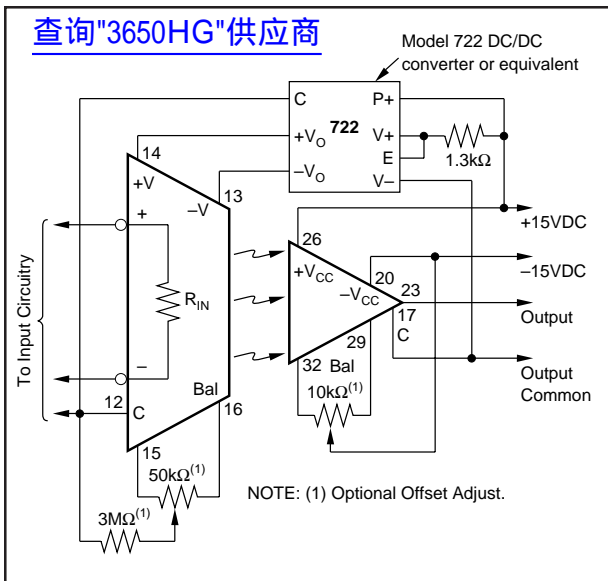 查询"3650HG"供应商
Model 722 DC/DC
converter or equivalent
C
P+
+VO
722
V+
E
–VO
V–
1.3kΩ
14
+V
13
–V
+
RIN
–
12
C
Bal
16
15
To Input Circuitry
50kΩ(1)
3MΩ(1)
26
+VCC
20
–VCC
23
17
C
29
32
Bal
10kΩ(1)
+15VDC
–15VDC
Output
Output
Common
NOTE: (1) Optional Offset Adjust.